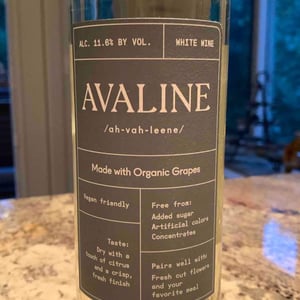 ALC. 11.6% BY VOL.
WHITE WINE
AVALINE
/ah-vah-leene/
Made with Organic Grapes
Vegan friendly
Free from:
Added sugar
Artificial colors
Concentrates
Taste:
Dry with a
touch of citrus
and a crisp,
fresh finish
Pairs well with:
Fresh cut flowers
and your
favorite meal